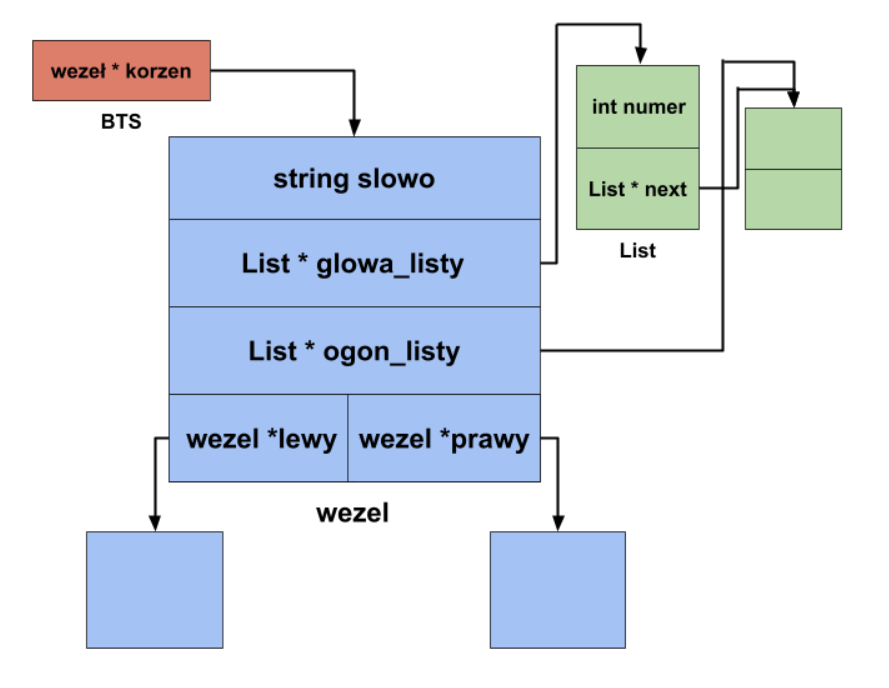 wezeł * korzen
BTS
string slowo
List * glowa_listy
List * ogon_listy
wezel *lewy
wezel *prawy
wezel
int numer
List * next
List